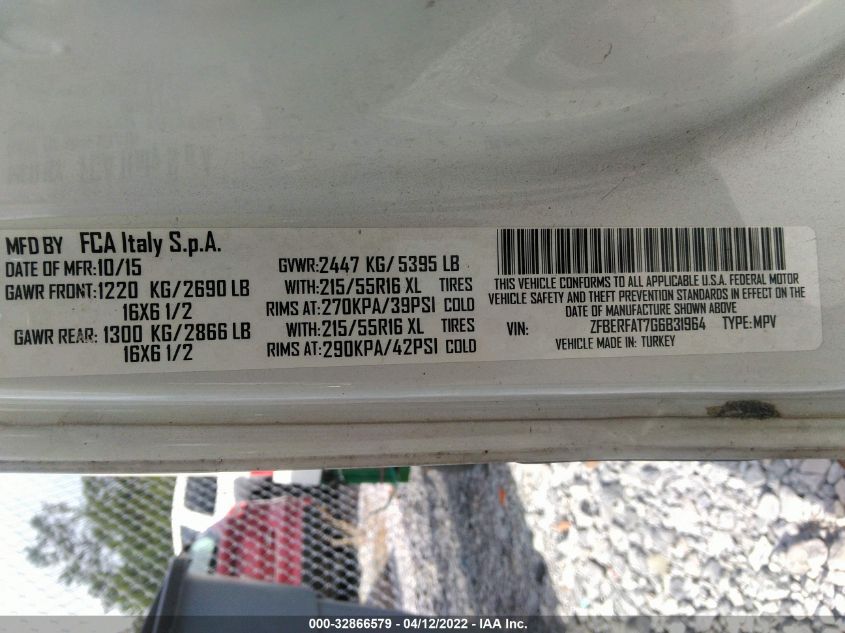 MFD BY FCA Italy S.p.A.
DATE OF MFR:10/15
GAWR FRONT:1220 KG/2690 LB
16X6 1/2
GAWR REAR: 1300 KG/2866 LB
16X6 1/2
GVWR:2447 KG/ 5395 LB
WITH:215/55R16 XL TIRES
RIMS AT:270KPA/39PSI COLD
WITH:215/55R16 XL TIRES
RIMS AT:290KPA/42PSI COLD
THIS VEHICLE CONFORMS TO ALL APPLICABLE U.S.A. FEDERAL MOTOR
VEHICLE SAFETY AND THEFT PREVENTION STANDARDS IN EFFECT ON THE
DATE OF MANUFACTURE SHOWN ABOVE
VIN: ZFBERFAT7G6B31964 TYPE:MPV
VEHICLE MADE IN: TURKEY
000-32866579 - 04/12/2022 - IAA Inc.